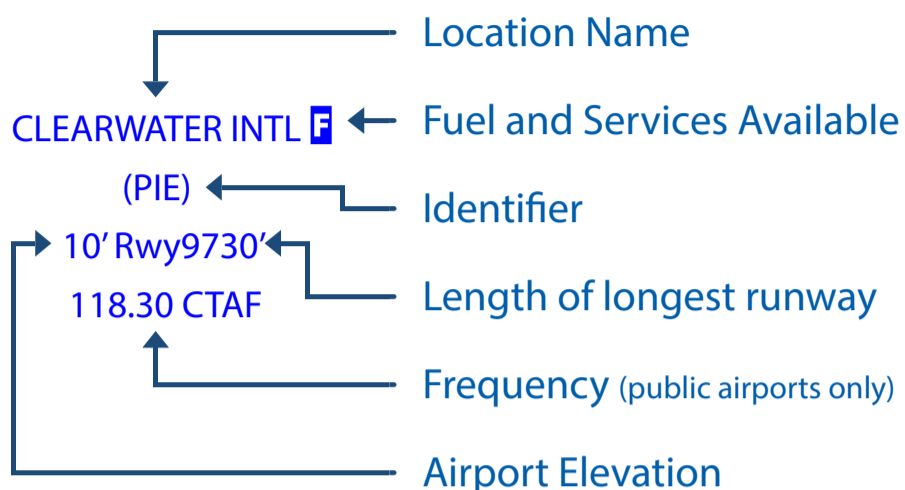 Location Name
CLEARWATER INTL F
Fuel and Services Available
(PIE)
Identifier
10' Rwy9730'
Length of longest runway
118.30 CTAF
Frequency (public airports only)
Airport Elevation